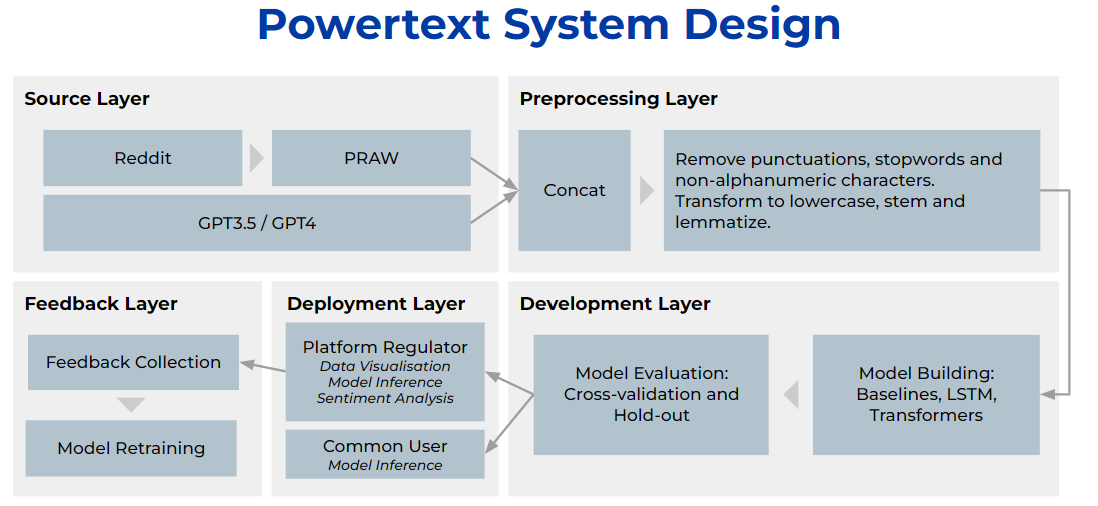 Powertext System Design
Source Layer
Reddit
PRAW
GPT3.5 / GPT4
Preprocessing Layer
Concat
Remove punctuations, stopwords and
non-alphanumeric characters.
Transform to lowercase, stem and
lemmatize.
Feedback Layer
Feedback Collection
Model Retraining
Deployment Layer
Platform Regulator
Data Visualisation
Model Inference
Sentiment Analysis
Common User
Model Inference
Development Layer
Model Evaluation:
Cross-validation and
Hold-out
Model Building:
Baselines, LSTM,
Transformers